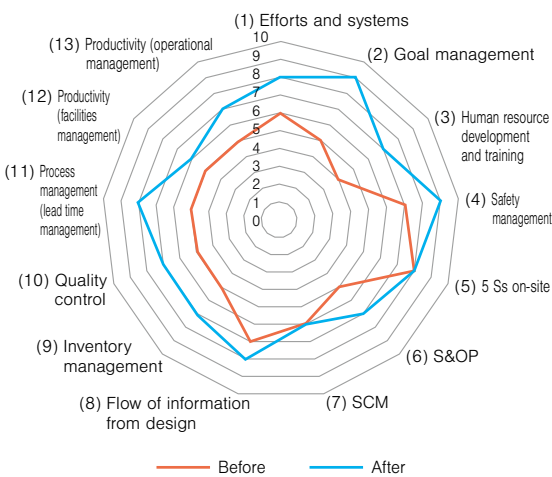 (1) Efforts and systems
10
9
8
7
6
5
4
3
2
1
0
(2) Goal management
(3) Human resource
development
and training
(4) Safety
management
(5) 5 Ss on-site
(6) S&OP
(7) SCM
(8) Flow of information
from design
(9) Inventory
management
(10) Quality
control
(11) Process
management
(lead time
management)
(12) Productivity
(facilities
management)
(13) Productivity (operational
management)
Before
After